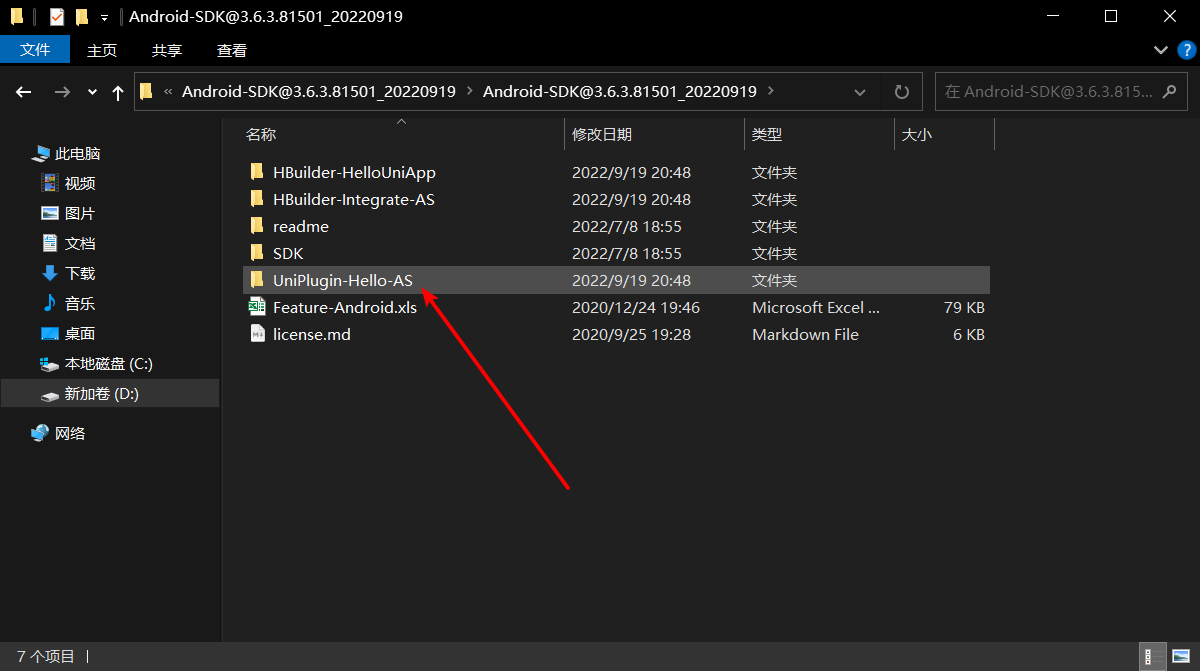 Android-SDK@3.6.3.81501_20220919
文件 主页 共享 查看
« Android-SDK@3.6.3.81501_20220919 › Android-SDK@3.6.3.81501_20220919 › 在 Android-SDK@3.6.3.815...
名称 修改日期 类型 大小
此电脑
视频
图片
文档
下载
音乐
桌面
本地磁盘 (C:)
新加卷 (D:)
网络
HBuilder-HelloUniApp 2022/9/19 20:48 文件夹
HBuilder-Integrate-AS 2022/9/19 20:48 文件夹
readme 2022/7/8 18:55 文件夹
SDK 2022/7/8 18:55 文件夹
UniPlugin-Hello-AS 2022/9/19 20:48 文件夹
Feature-Android.xls 2020/12/24 19:46 Microsoft Excel ... 79 KB
license.md 2020/9/25 19:28 Markdown File 6 KB
7 个项目